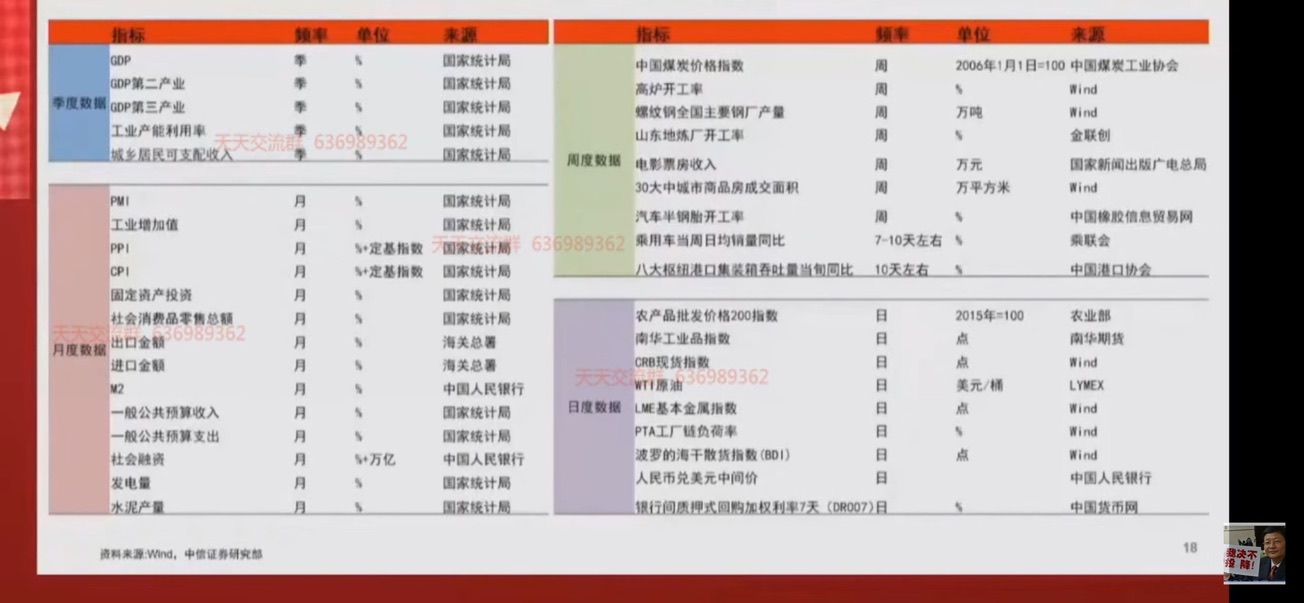 指标 频率 单位 来源
季度数据
GDP 季 % 国家统计局
GDP第二产业 季 % 国家统计局
GDP第三产业 季 % 国家统计局
工业产能利用率 季 % 国家统计局
城乡居民可支配收入 季 % 国家统计局
天天交流群 636989362
月度数据
PMI 月 % 国家统计局
工业增加值 月 % 国家统计局
PPI 月 %+定基指数 国家统计局
CPI 月 %+定基指数 国家统计局
固定资产投资 月 % 国家统计局
社会消费品零售总额 月 % 国家统计局
出口金额 月 % 海关总署
进口金额 月 % 海关总署
M2 月 % 中国人民银行
一般公共预算收入 月 % 国家统计局
一般公共预算支出 月 % 国家统计局
社会融资 月 %+万亿 中国人民银行
发电量 月 % 国家统计局
水泥产量 月 % 国家统计局
天天交流群 636989362
天天交流群 636989362
指标 频率 单位 来源
周度数据
中国煤炭价格指数 周 2006年1月1日=100 中国煤炭工业协会
高炉开工率 周 % Wind
螺纹钢全国主要钢厂产量 周 万吨 Wind
山东地炼厂开工率 周 % 金联创
电影票房收入 周 万元 国家新闻出版广电总局
30大中城市商品房成交面积 周 万平方米 Wind
汽车半钢胎开工率 周 % 中国橡胶信息贸易网
乘用车当周日均销量同比 7-10天左右 % 乘联会
八大枢纽港口集装箱吞吐量当旬同比 10天左右 % 中国港口协会
日度数据
农产品批发价格200指数 日 2015年=100 农业部
南华工业品指数 日 点 南华期货
CRB现货指数 日 点 Wind
WTI原油 日 美元/桶 LYMEX
LME基本金属指数 日 点 Wind
PTA工厂链负荷率 日 % Wind
波罗的海干散货指数(BDI) 日 点 Wind
人民币兑美元中间价 日 中国人民银行
银行间质押式回购加权利率7天（DR007) 日 % 中国货币网
天天交流群 636989362
资料来源:Wind，中信证券研究部
18
坚决不
投降!